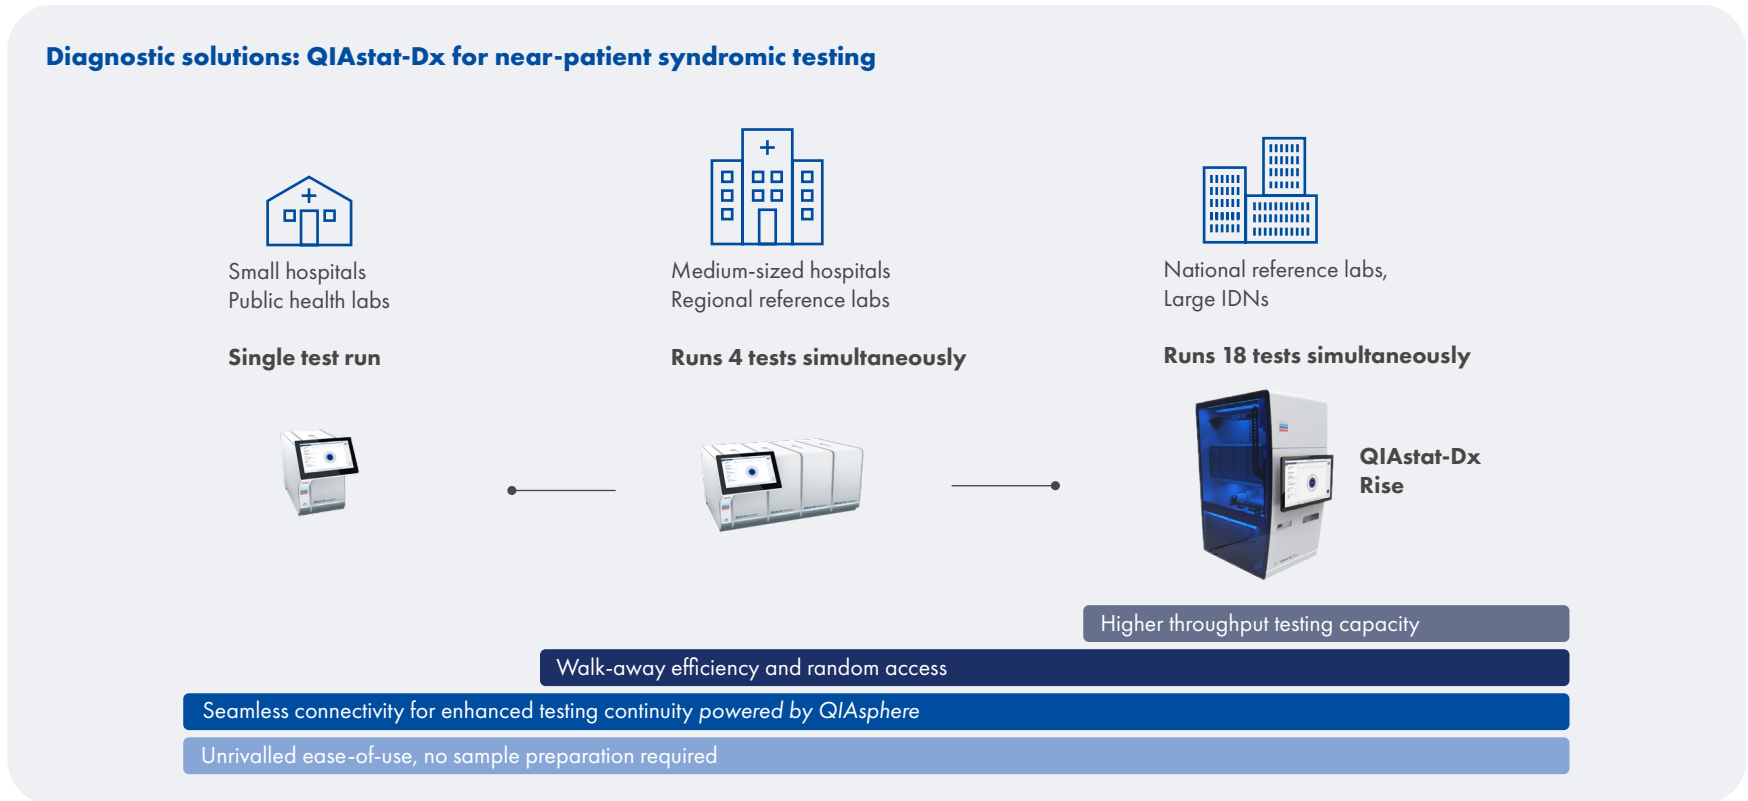 Diagnostic solutions: QIAstat-Dx for near-patient syndromic testing
Small hospitals
Public health labs
Single test run
Medium-sized hospitals
Regional reference labs
Runs 4 tests simultaneously
National reference labs,
Large IDNs
Runs 18 tests simultaneously
QIAstat-Dx
Rise
Higher throughput testing capacity
Walk-away efficiency and random access
Seamless connectivity for enhanced testing continuity powered by QIAsphere
Unrivalled ease-of-use, no sample preparation required